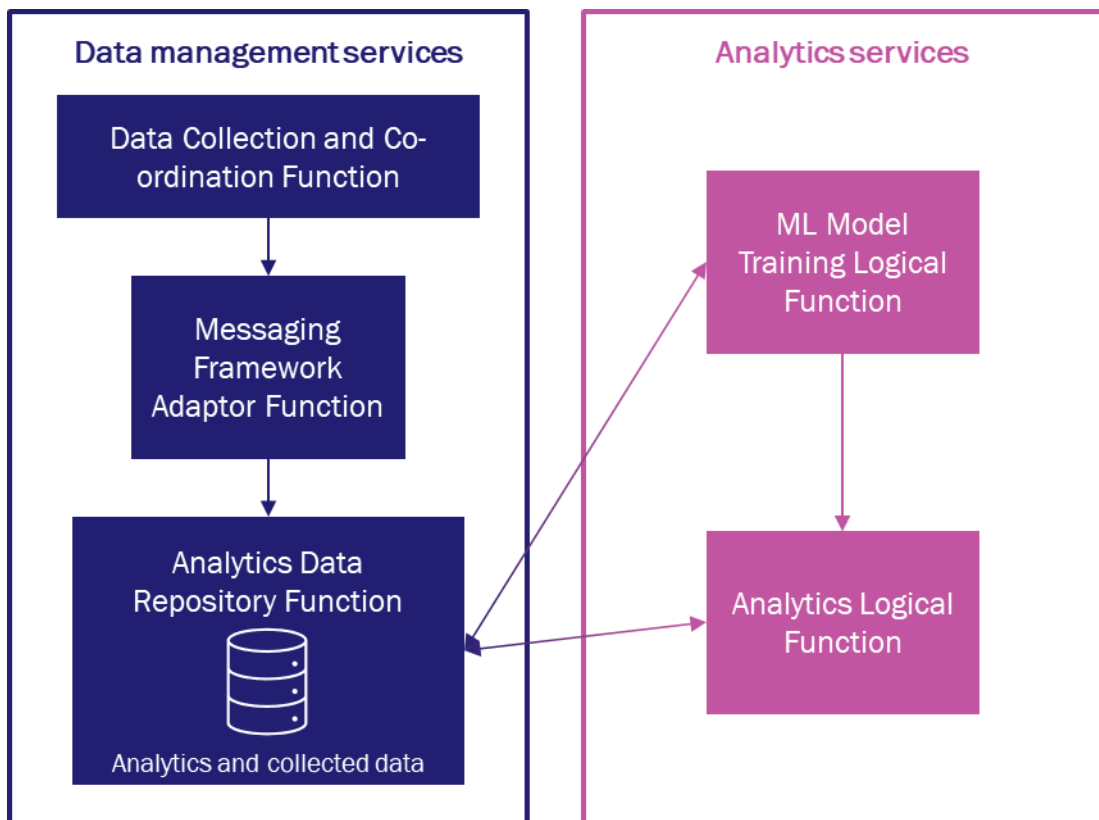 Data management services
Data Collection and Co-
ordination Function
Messaging
Framework
Adaptor Function
Analytics Data
Repository Function
Analytics and collected data
Analytics services
ML Model
Training Logical
Function
Analytics Logical
Function